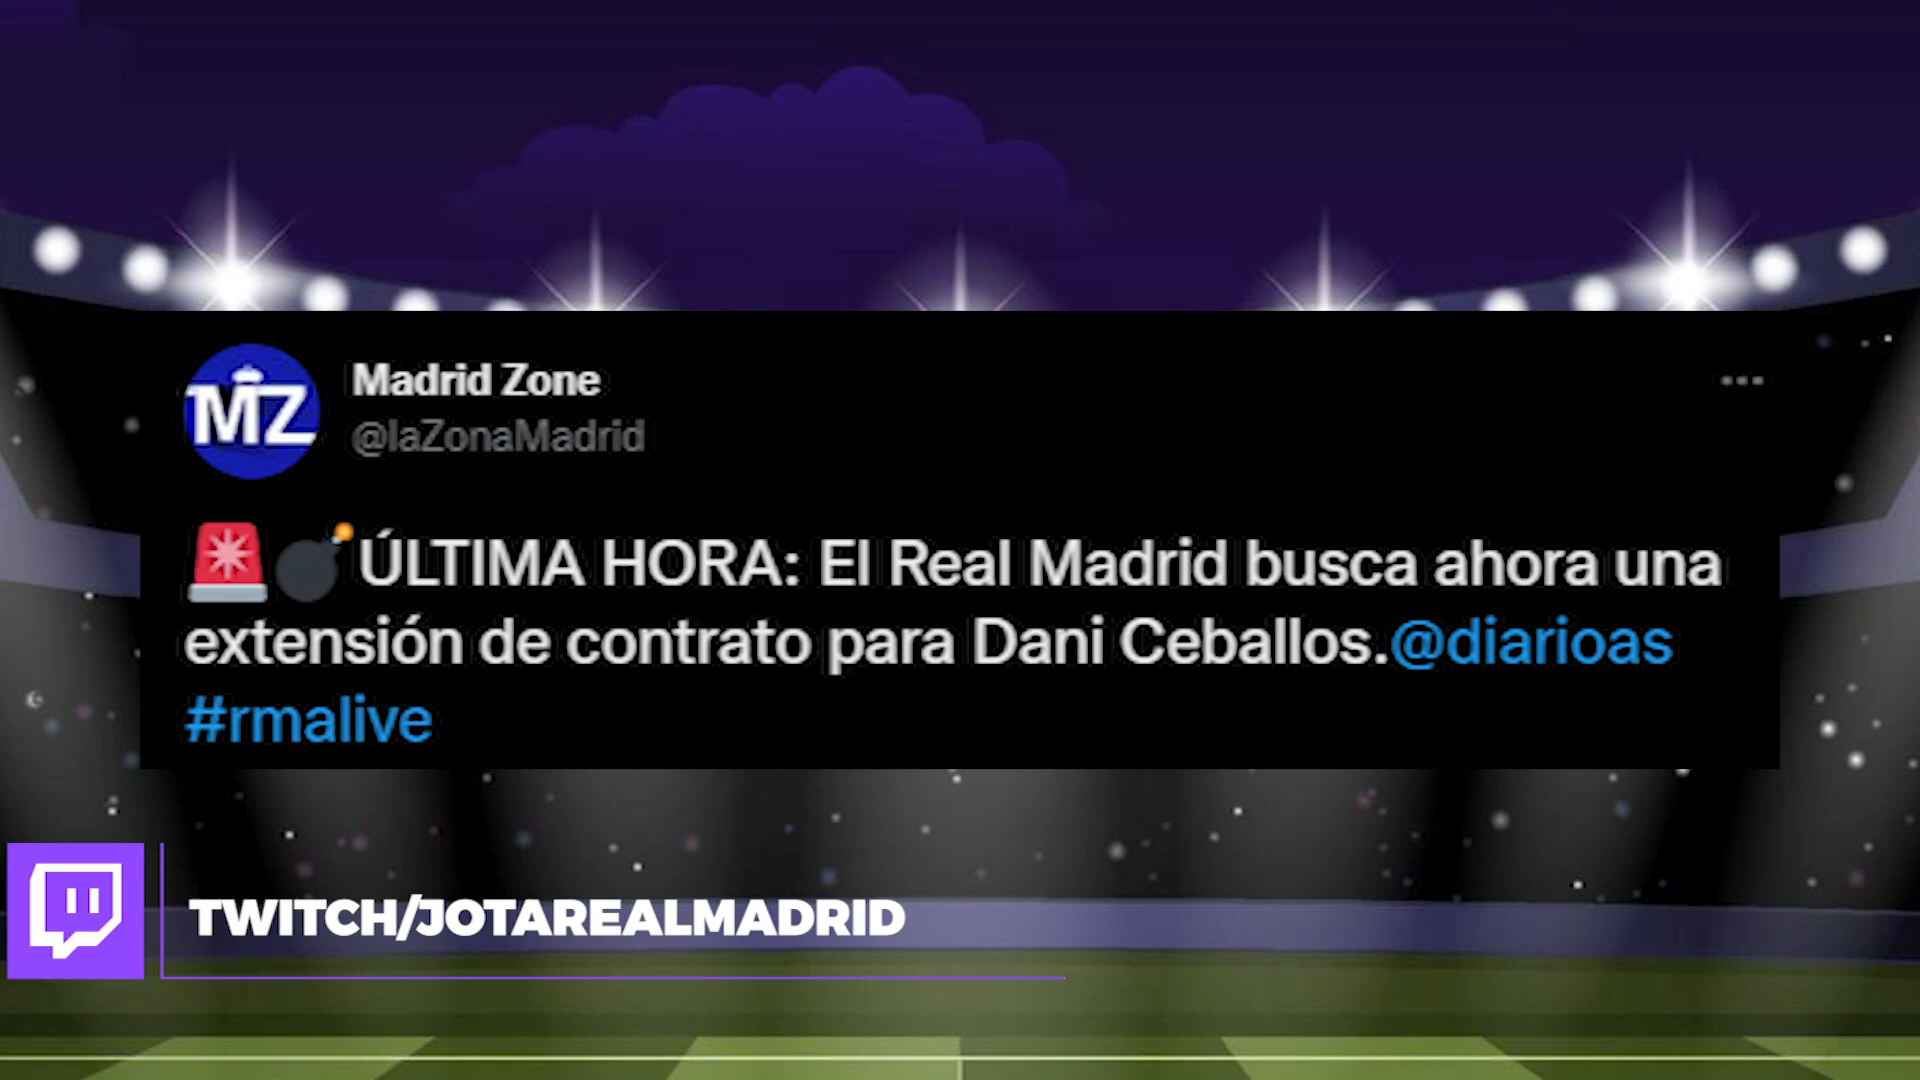 MZ
Madrid Zone
@laZonaMadrid
🚨💣ÚLTIMA HORA: El Real Madrid busca ahora una
extensión de contrato para Dani Ceballos.@diarioas
#rmalive
TWITCH/JOTAREALMADRID